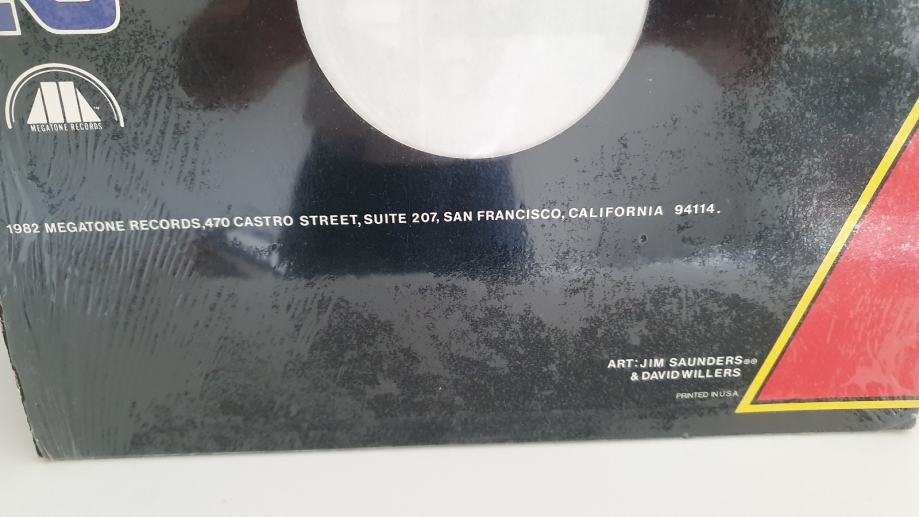 MEGATONE RECORDS
1982 MEGATONE RECORDS, 470 CASTRO STREET, SUITE 207, SAN FRANCISCO, CALIFORNIA 94114.
ART: JIM SAUNDERS
& DAVID WILLERS
PRINTED IN U.S.A.